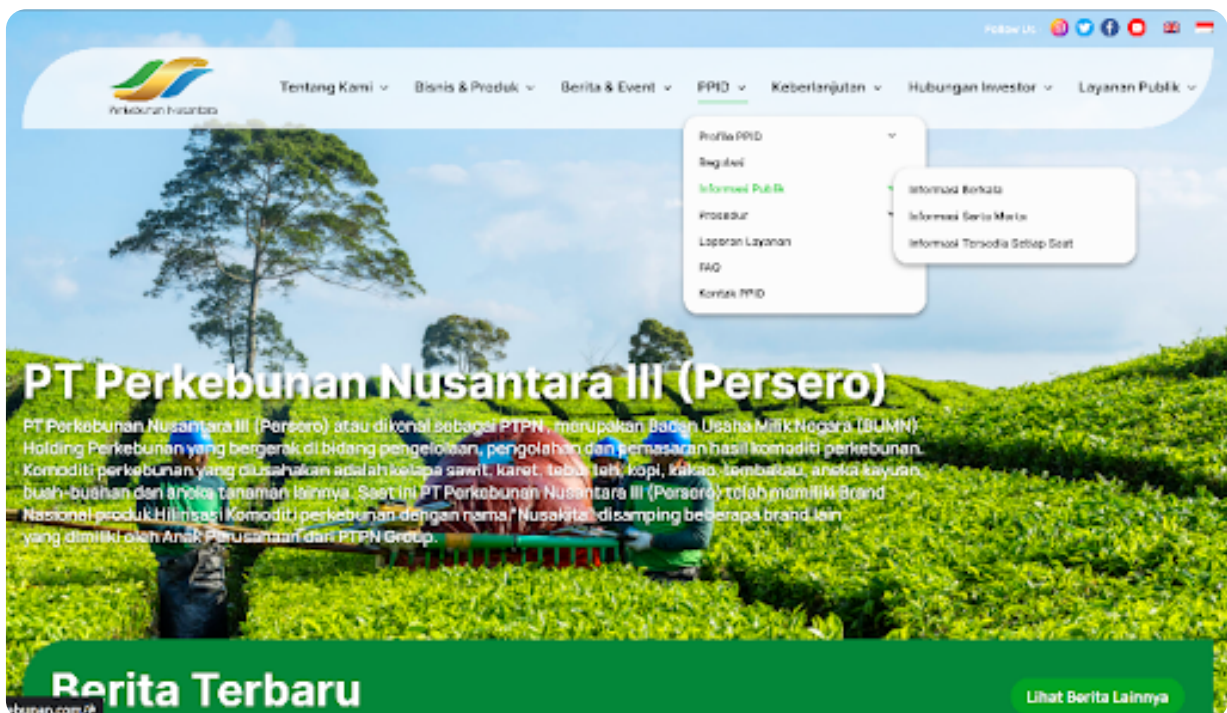 Follow Us
Perkebunan Nusantara
Tentang Kami
Bisnis & Produk
Berita & Event
PPID
Keberlanjutan
Hubungan Investor
Layanan Publik
Profile PPID
Regulasi
Informasi Publik
Prosedur
Laporan Layanan
FAQ
Kontak PPID
Informasi Berkala
Informasi Serta Merta
Informasi Tersedia Setiap Saat
PT Perkebunan Nusantara III (Persero)
PT Perkebunan Nusantara III (Persero) atau dikenal sebagai PTPN , merupakan Badan Usaha Milik Negara (BUMN)
Holding Perkebunan yang bergerak di bidang pengelolaan, pengolahan dan pemasaran hasil komoditi perkebunan.
Komoditi perkebunan yang diusahakan adalah kelapa sawit, karet, tebu, teh, kopi, kakao, tembakau, aneka kayuan,
buah-buahan dan aneka tanaman lainnya. Saat ini PT Perkebunan Nusantara III (Persero) telah memiliki Brand
Nasional produk Hilirisasi Komoditi perkebunan dengan nama "Nusakita" disamping beberapa brand lain
yang dimiliki oleh Anak Perusahaan dari PTPN Group.
Berita Terbaru
Lihat Berita Lainnya